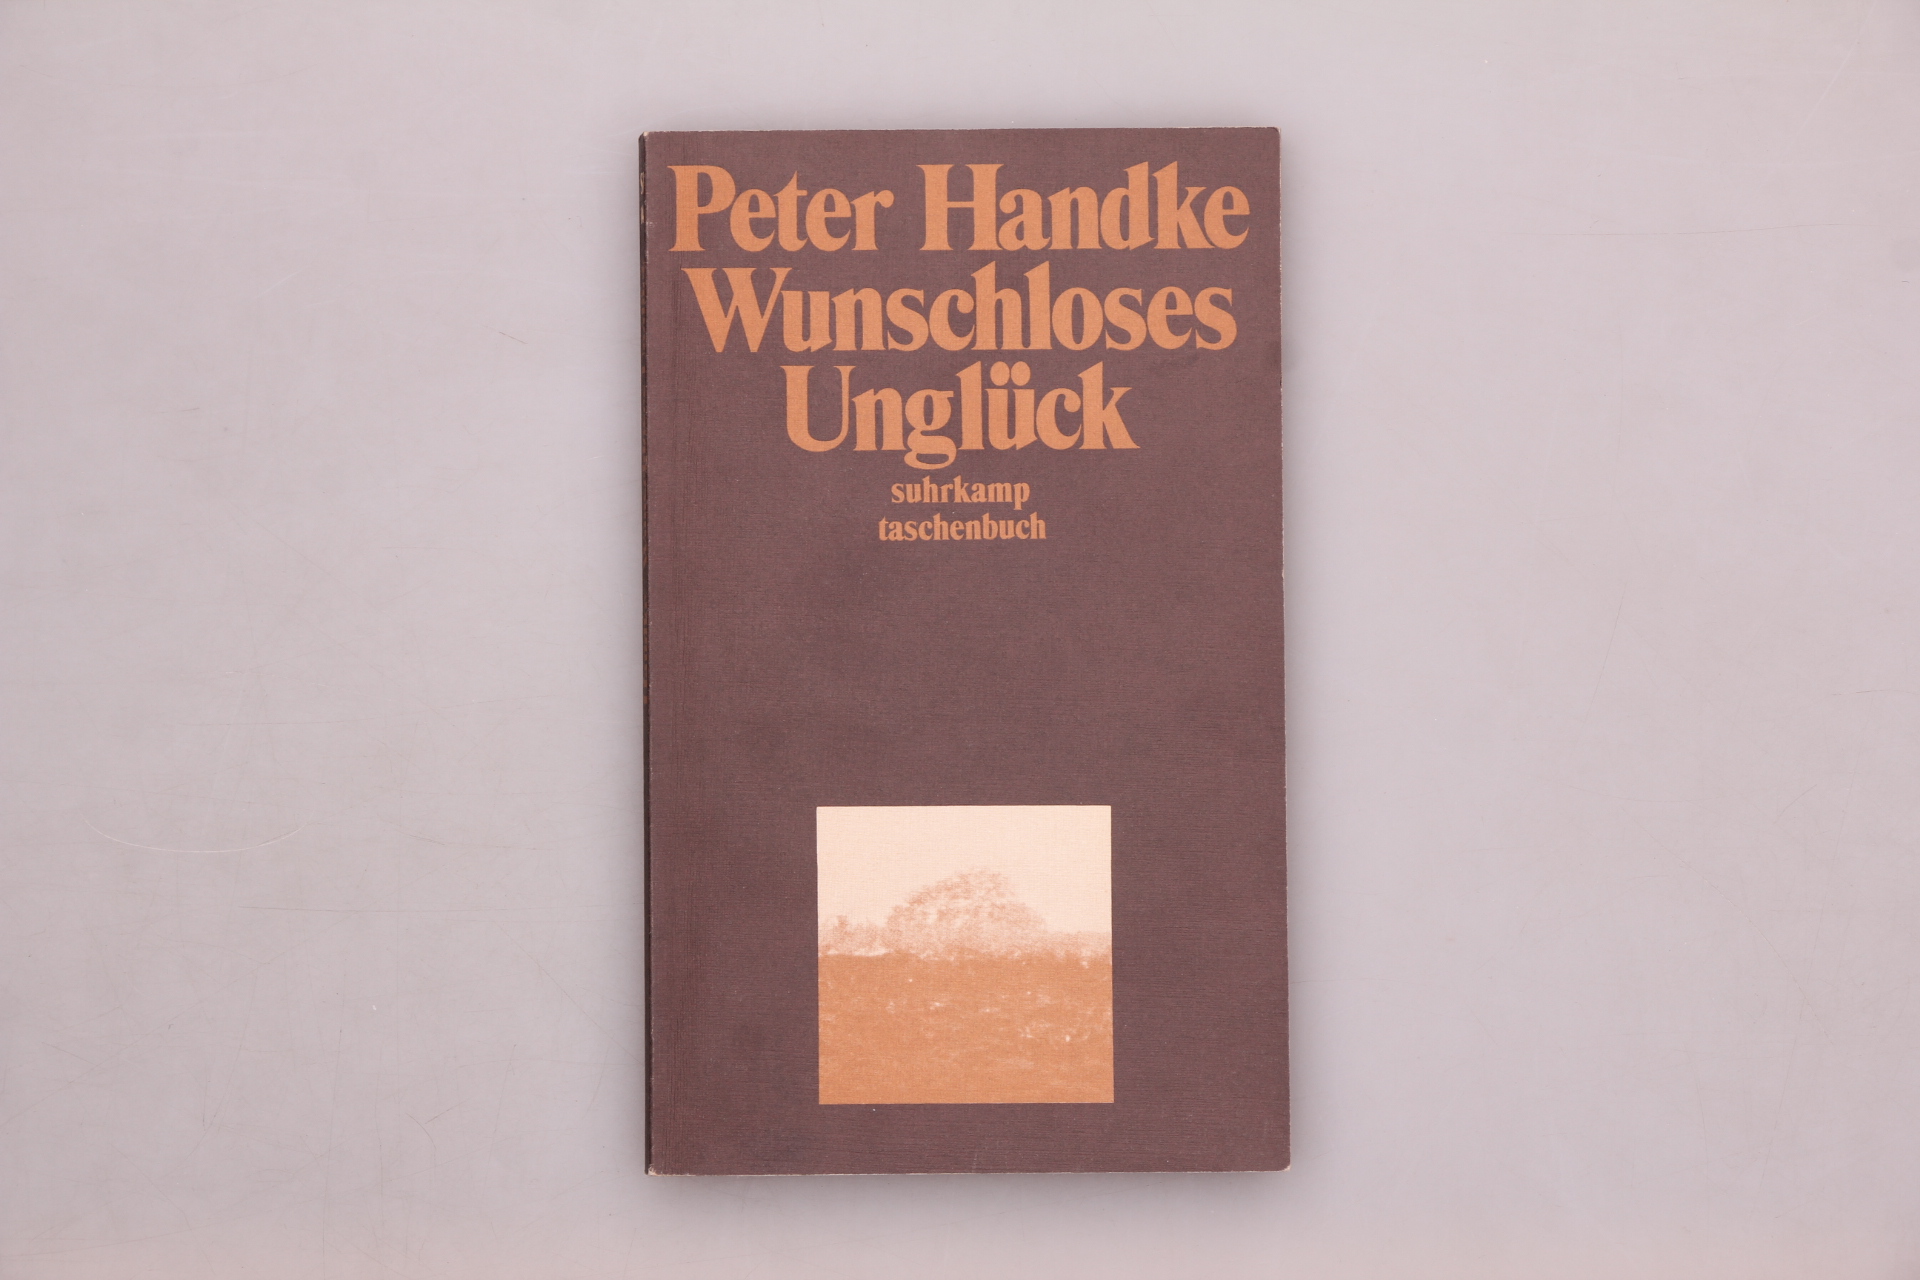 Peter Handke
Wunschloses
Unglück
suhrkamp
taschenbuch